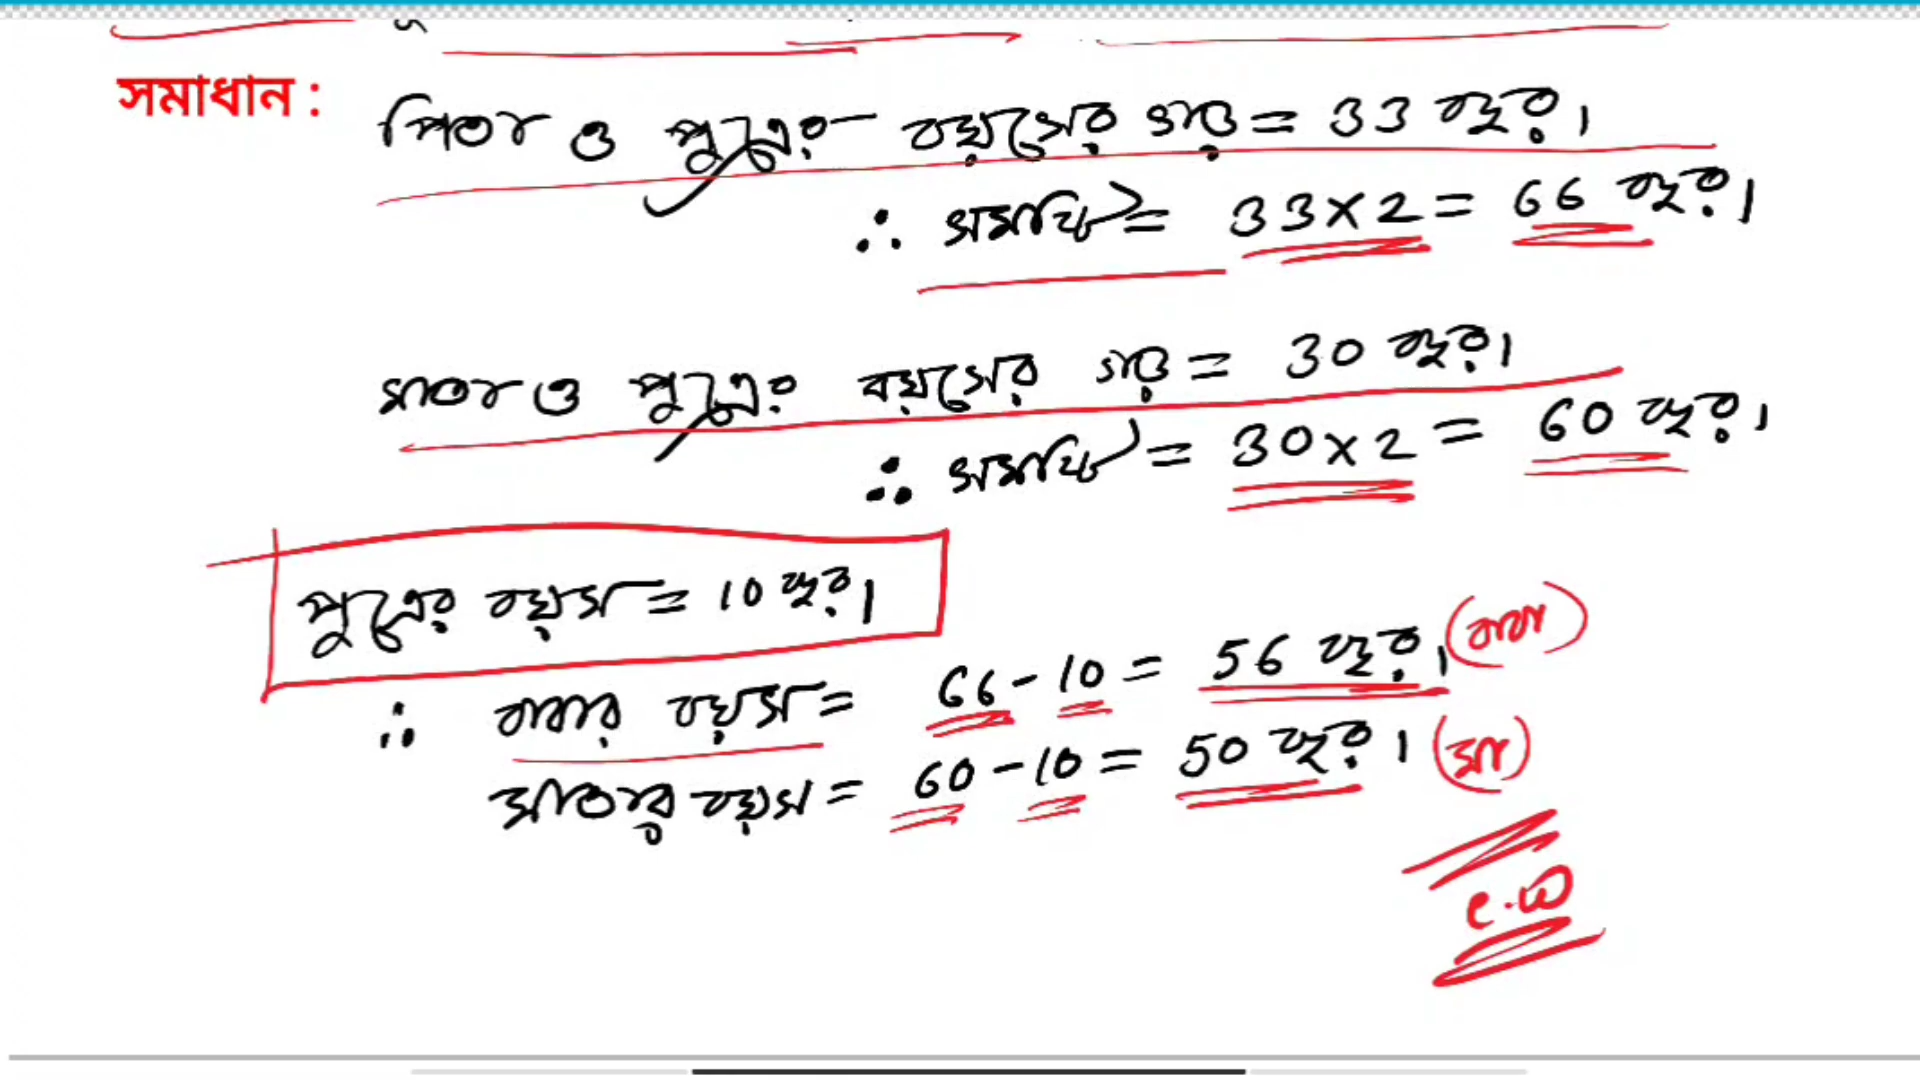 সমাধান :
পিতা ও পুত্রের বয়সের গড় = 33 বছর।
∴ সমষ্টি = 33 × 2 = 66 বছর।
মাতা ও পুত্রের বয়সের গড় = 30 বছর।
∴ সমষ্টি = 30 × 2 = 60 বছর।
পুত্রের বয়স = 10 বছর।
∴ বাবার বয়স = 66 - 10 = 56 বছর। (বাবা)
মাতার বয়স = 60 - 10 = 50 বছর। (মা)